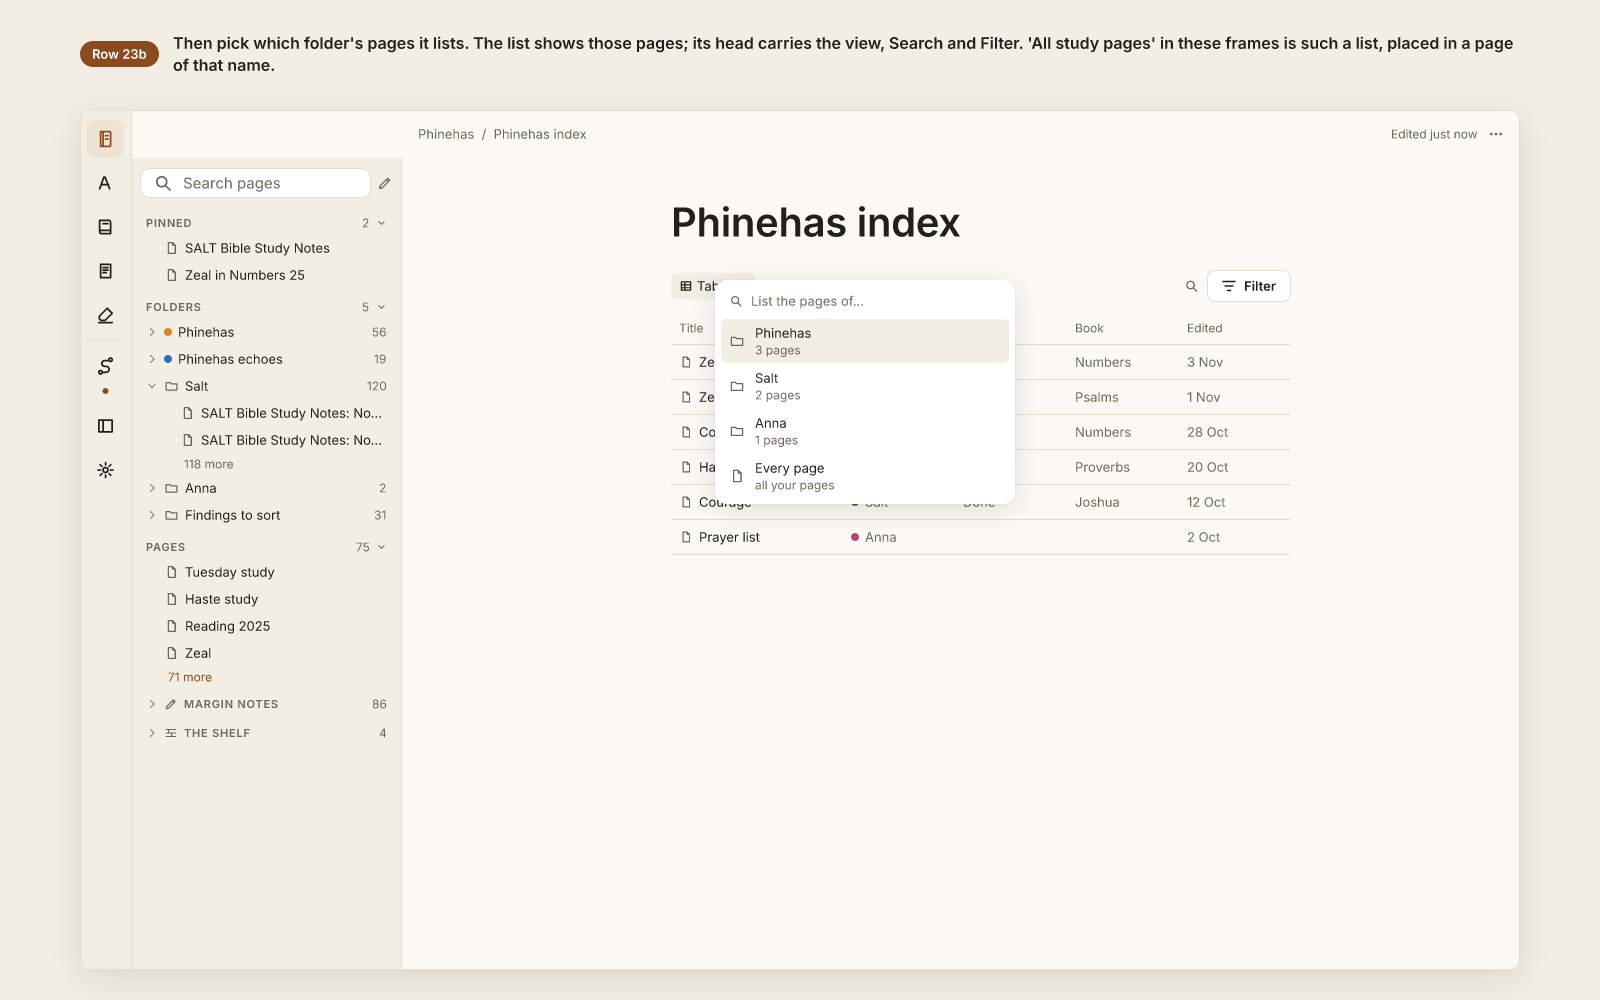 Row 23b
Then pick which folder's pages it lists. The list shows those pages; its head carries the view, Search and Filter. 'All study pages' in these frames is such a list, placed in a page
of that name.
Phinehas / Phinehas index
Edited just now
Search pages
PINNED 2
SALT Bible Study Notes
Zeal in Numbers 25
FOLDERS 5
Phinehas 56
Phinehas echoes 19
Salt 120
SALT Bible Study Notes: No...
SALT Bible Study Notes: No...
118 more
Anna 2
Findings to sort 31
PAGES 75
Tuesday study
Haste study
Reading 2025
Zeal
71 more
MARGIN NOTES 86
THE SHELF 4
Phinehas index
Filter
List the pages of...
Phinehas
3 pages
Salt
2 pages
Anna
1 pages
Every page
all your pages
Title Book Edited
Numbers 3 Nov
Psalms 1 Nov
Numbers 28 Oct
Proverbs 20 Oct
Courage Salt Done Joshua 12 Oct
Prayer list Anna 2 Oct